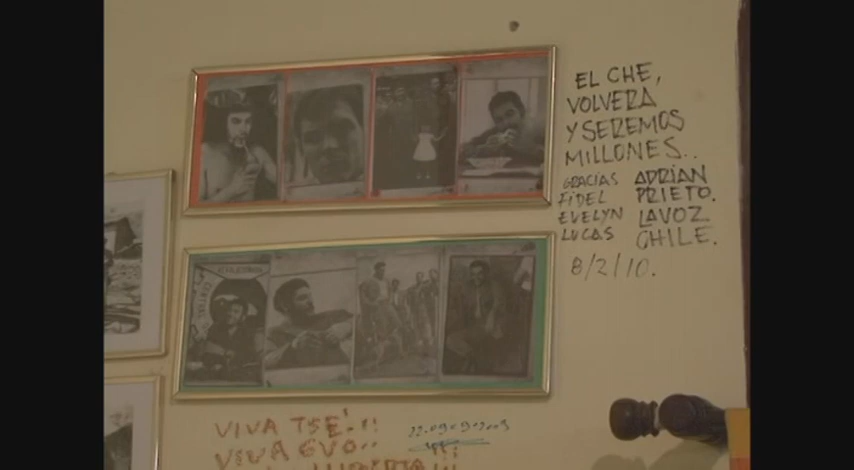 EL CHE,
VOLVERA
Y SEREMOS
MILLONES..
GRACIAS ADRIAN
FIDEL PRIETO.
EVELYN LAVOZ
LUCAS CHILE.
8/2/10.
VIVA TSE!!!
VIVA EVO..